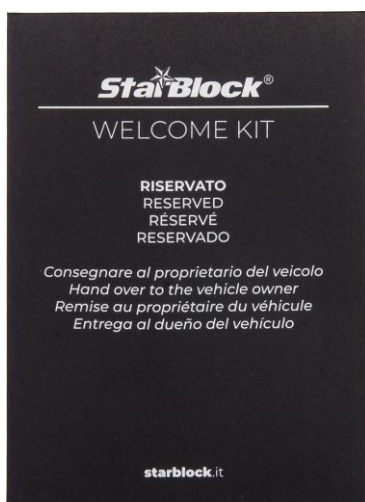 StarBlock®
WELCOME KIT
RISERVATO
RESERVED
RÉSERVÉ
RESERVADO
Consegnare al proprietario del veicolo
Hand over to the vehicle owner
Remise au propriétaire du véhicule
Entrega al dueño del vehículo
starblock.it